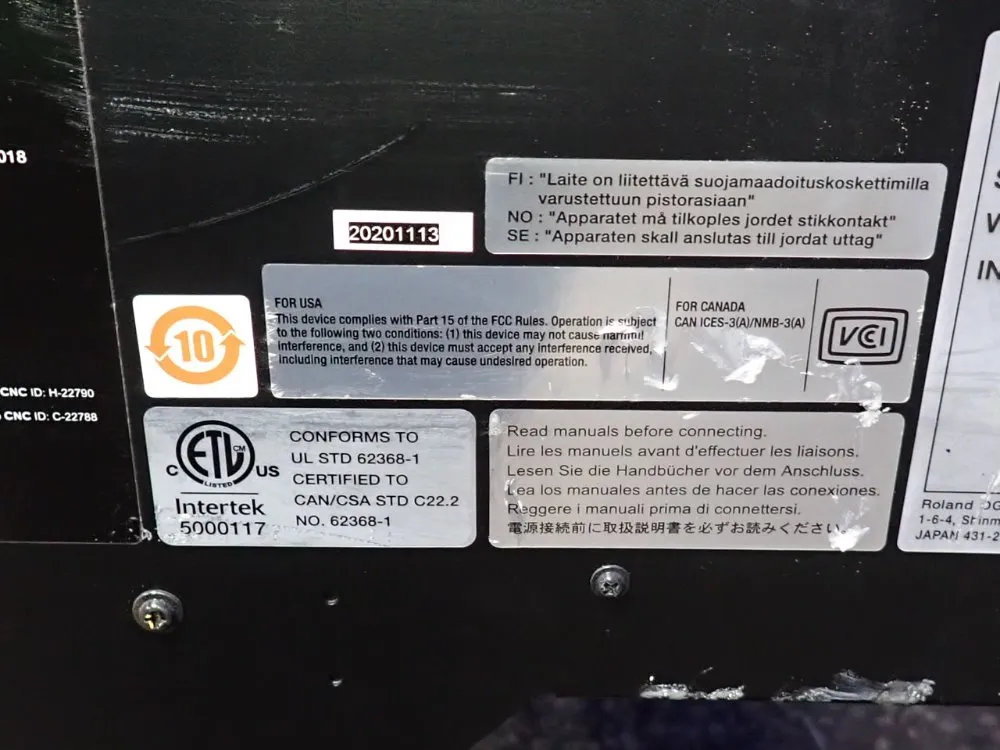 018
FI : "Laite on liitettävä suojamaadoituskoskettimilla
varustettuun pistorasiaan"
NO : "Apparatet må tilkoples jordet stikkontakt"
SE : "Apparaten skall anslutas till jordat uttag"
20201113
10
FOR USA
This device complies with Part 15 of the FCC Rules. Operation is subject
to the following two conditions: (1) this device may not cause harmful
interference, and (2) this device must accept any interference received,
including interference that may cause undesired operation.
FOR CANADA
CAN ICES-3(A)/NMB-3(A)
VCI
CNC ID: H-22790
CNC ID: C-22788
ETL CM
C US
LISTED
Intertek
5000117
CONFORMS TO
UL STD 62368-1
CERTIFIED TO
CAN/CSA STD C22.2
NO. 62368-1
Read manuals before connecting.
Lire les manuels avant d'effectuer les liaisons.
Lesen Sie die Handbücher vor dem Anschluss.
Lea los manuales antes de hacer las conexiones.
Reggere i manuali prima di connettersi.
電源接続前に取扱説明書を必ずお読みください。
IN
Roland DG
1-6-4,
JAPAN 431-2